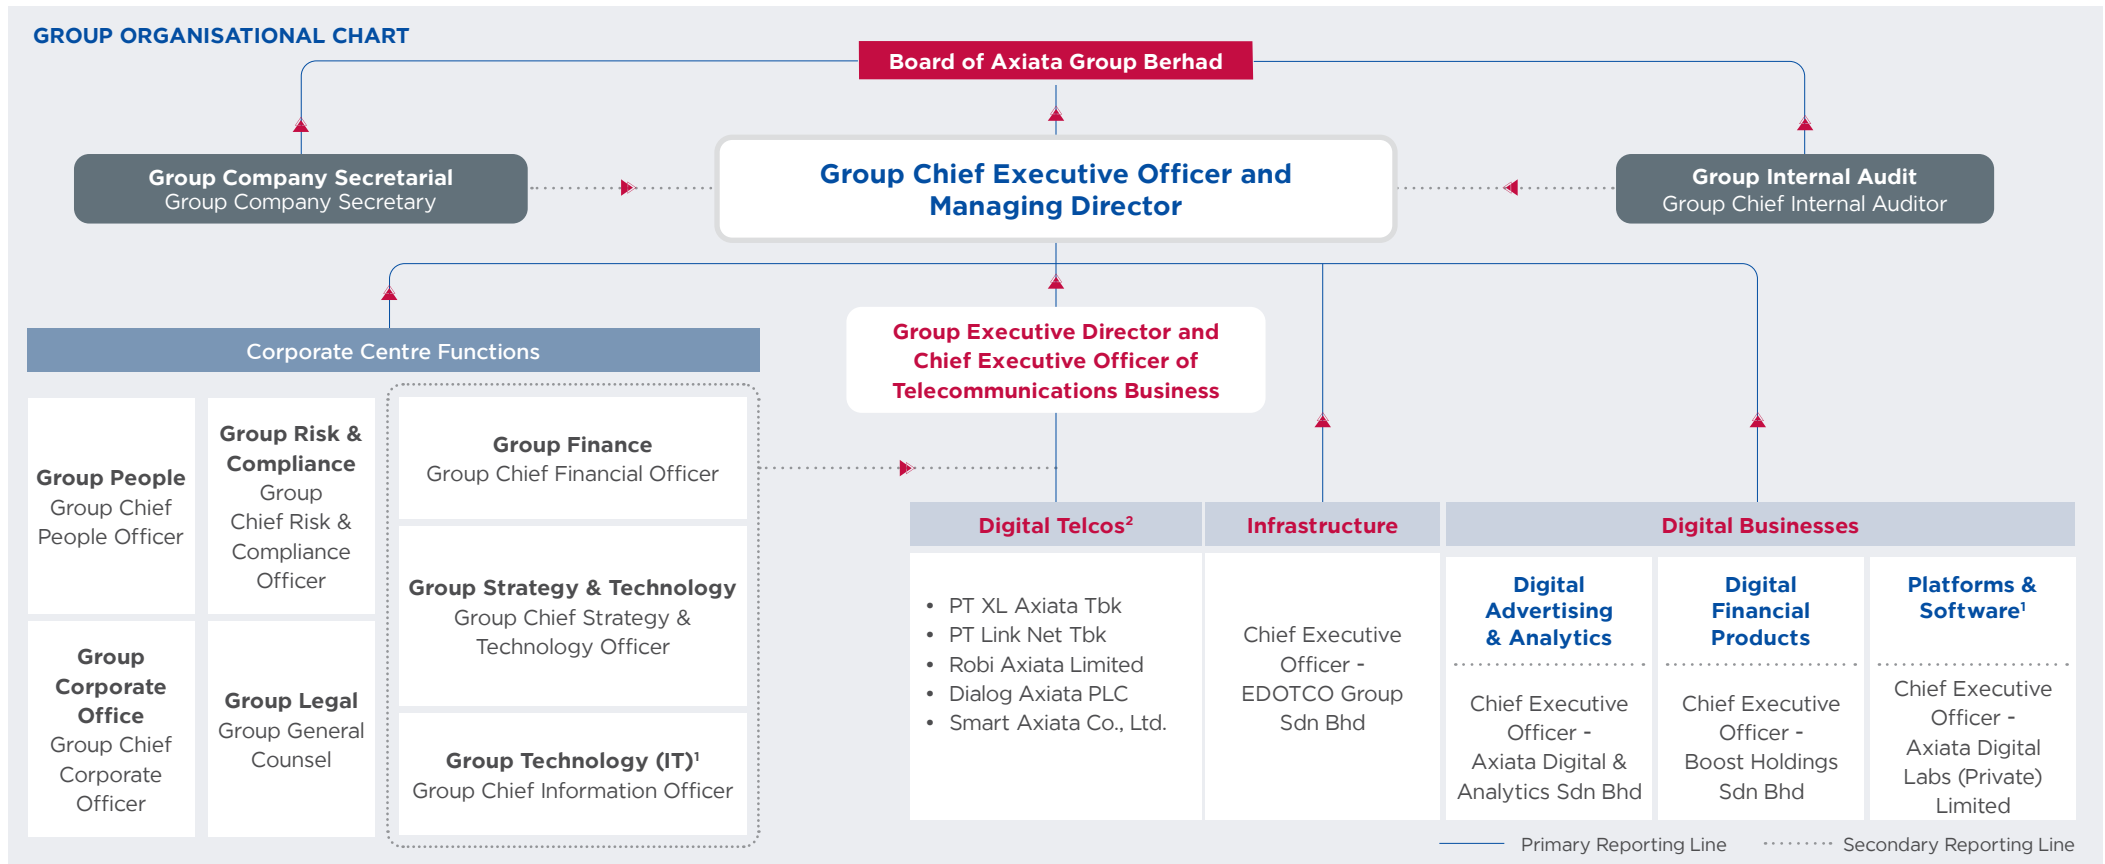 GROUP ORGANISATIONAL CHART
Board of Axiata Group Berhad
Group Company Secretarial
Group Company Secretary
Group Chief Executive Officer and
Managing Director
Group Internal Audit
Group Chief Internal Auditor
Corporate Centre Functions
Group Executive Director and
Chief Executive Officer of
Telecommunications Business
Group People
Group Chief
People Officer
Group Risk &
Compliance
Group
Chief Risk &
Compliance
Officer
Group Finance
Group Chief Financial Officer
Group Strategy & Technology
Group Chief Strategy &
Technology Officer
Group
Corporate
Office
Group Chief
Corporate
Officer
Group Legal
Group General
Counsel
Group Technology (IT)¹
Group Chief Information Officer
Digital Telcos²
• PT XL Axiata Tbk
• PT Link Net Tbk
• Robi Axiata Limited
• Dialog Axiata PLC
• Smart Axiata Co., Ltd.
Infrastructure
Chief Executive
Officer -
EDOTCO Group
Sdn Bhd
Digital Businesses
Digital
Advertising
& Analytics
Chief Executive
Officer -
Axiata Digital &
Analytics Sdn Bhd
Digital
Financial
Products
Chief Executive
Officer -
Boost Holdings
Sdn Bhd
Platforms &
Software¹
Chief Executive
Officer -
Axiata Digital
Labs (Private)
Limited
Primary Reporting Line
Secondary Reporting Line